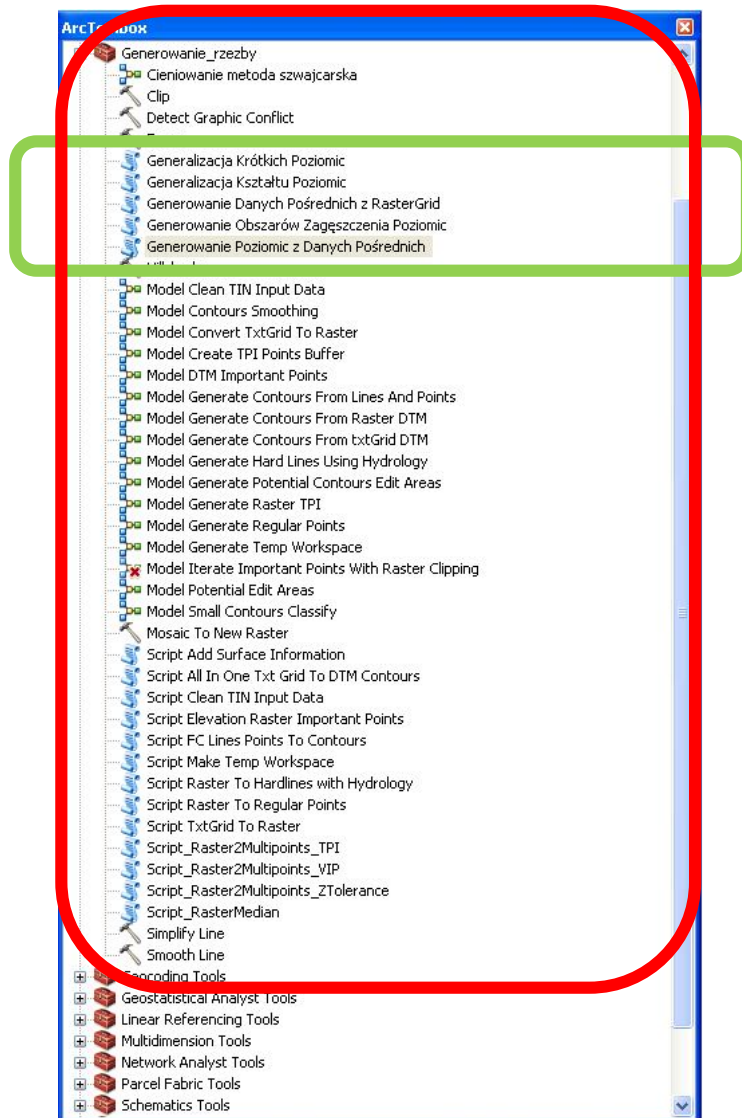 ArcToolbox
Generowanie_rzezby
Cieniowanie metoda szwajcarska
Clip
Detect Graphic Conflict
Generalizacja Krótkich Poziomic
Generalizacja Kształtu Poziomic
Generowanie Danych Pośrednich z RasterGrid
Generowanie Obszarów Zagęszczenia Poziomic
Generowanie Poziomic z Danych Pośrednich
Model Clean TIN Input Data
Model Contours Smoothing
Model Convert TxtGrid To Raster
Model Create TPI Points Buffer
Model DTM Important Points
Model Generate Contours From Lines And Points
Model Generate Contours From Raster DTM
Model Generate Contours From txtGrid DTM
Model Generate Hard Lines Using Hydrology
Model Generate Potential Contours Edit Areas
Model Generate Raster TPI
Model Generate Regular Points
Model Generate Temp Workspace
Model Iterate Important Points With Raster Clipping
Model Potential Edit Areas
Model Small Contours Classify
Mosaic To New Raster
Script Add Surface Information
Script All In One Txt Grid To DTM Contours
Script Clean TIN Input Data
Script Elevation Raster Important Points
Script FC Lines Points To Contours
Script Make Temp Workspace
Script Raster To Hardlines with Hydrology
Script Raster To Regular Points
Script TxtGrid To Raster
Script_Raster2Multipoints_TPI
Script_Raster2Multipoints_VIP
Script_Raster2Multipoints_ZTolerance
Script_RasterMedian
Simplify Line
Smooth Line
Geocoding Tools
Geostatistical Analyst Tools
Linear Referencing Tools
Multidimension Tools
Network Analyst Tools
Parcel Fabric Tools
Schematics Tools